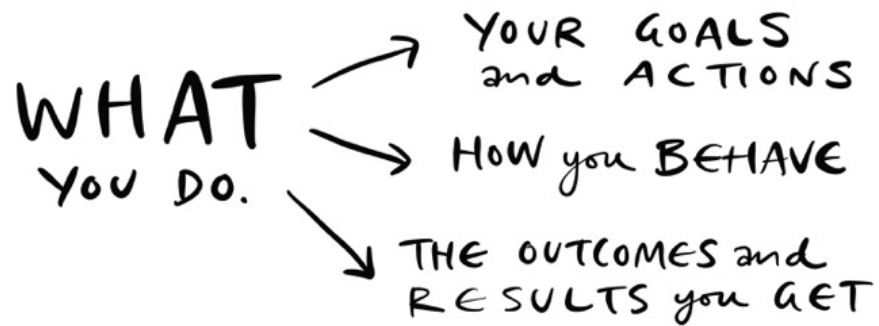 WHAT
YOU DO.
YOUR GOALS
and ACTIONS
HOW you BEHAVE
THE OUTCOMES and
RESULTS you GET